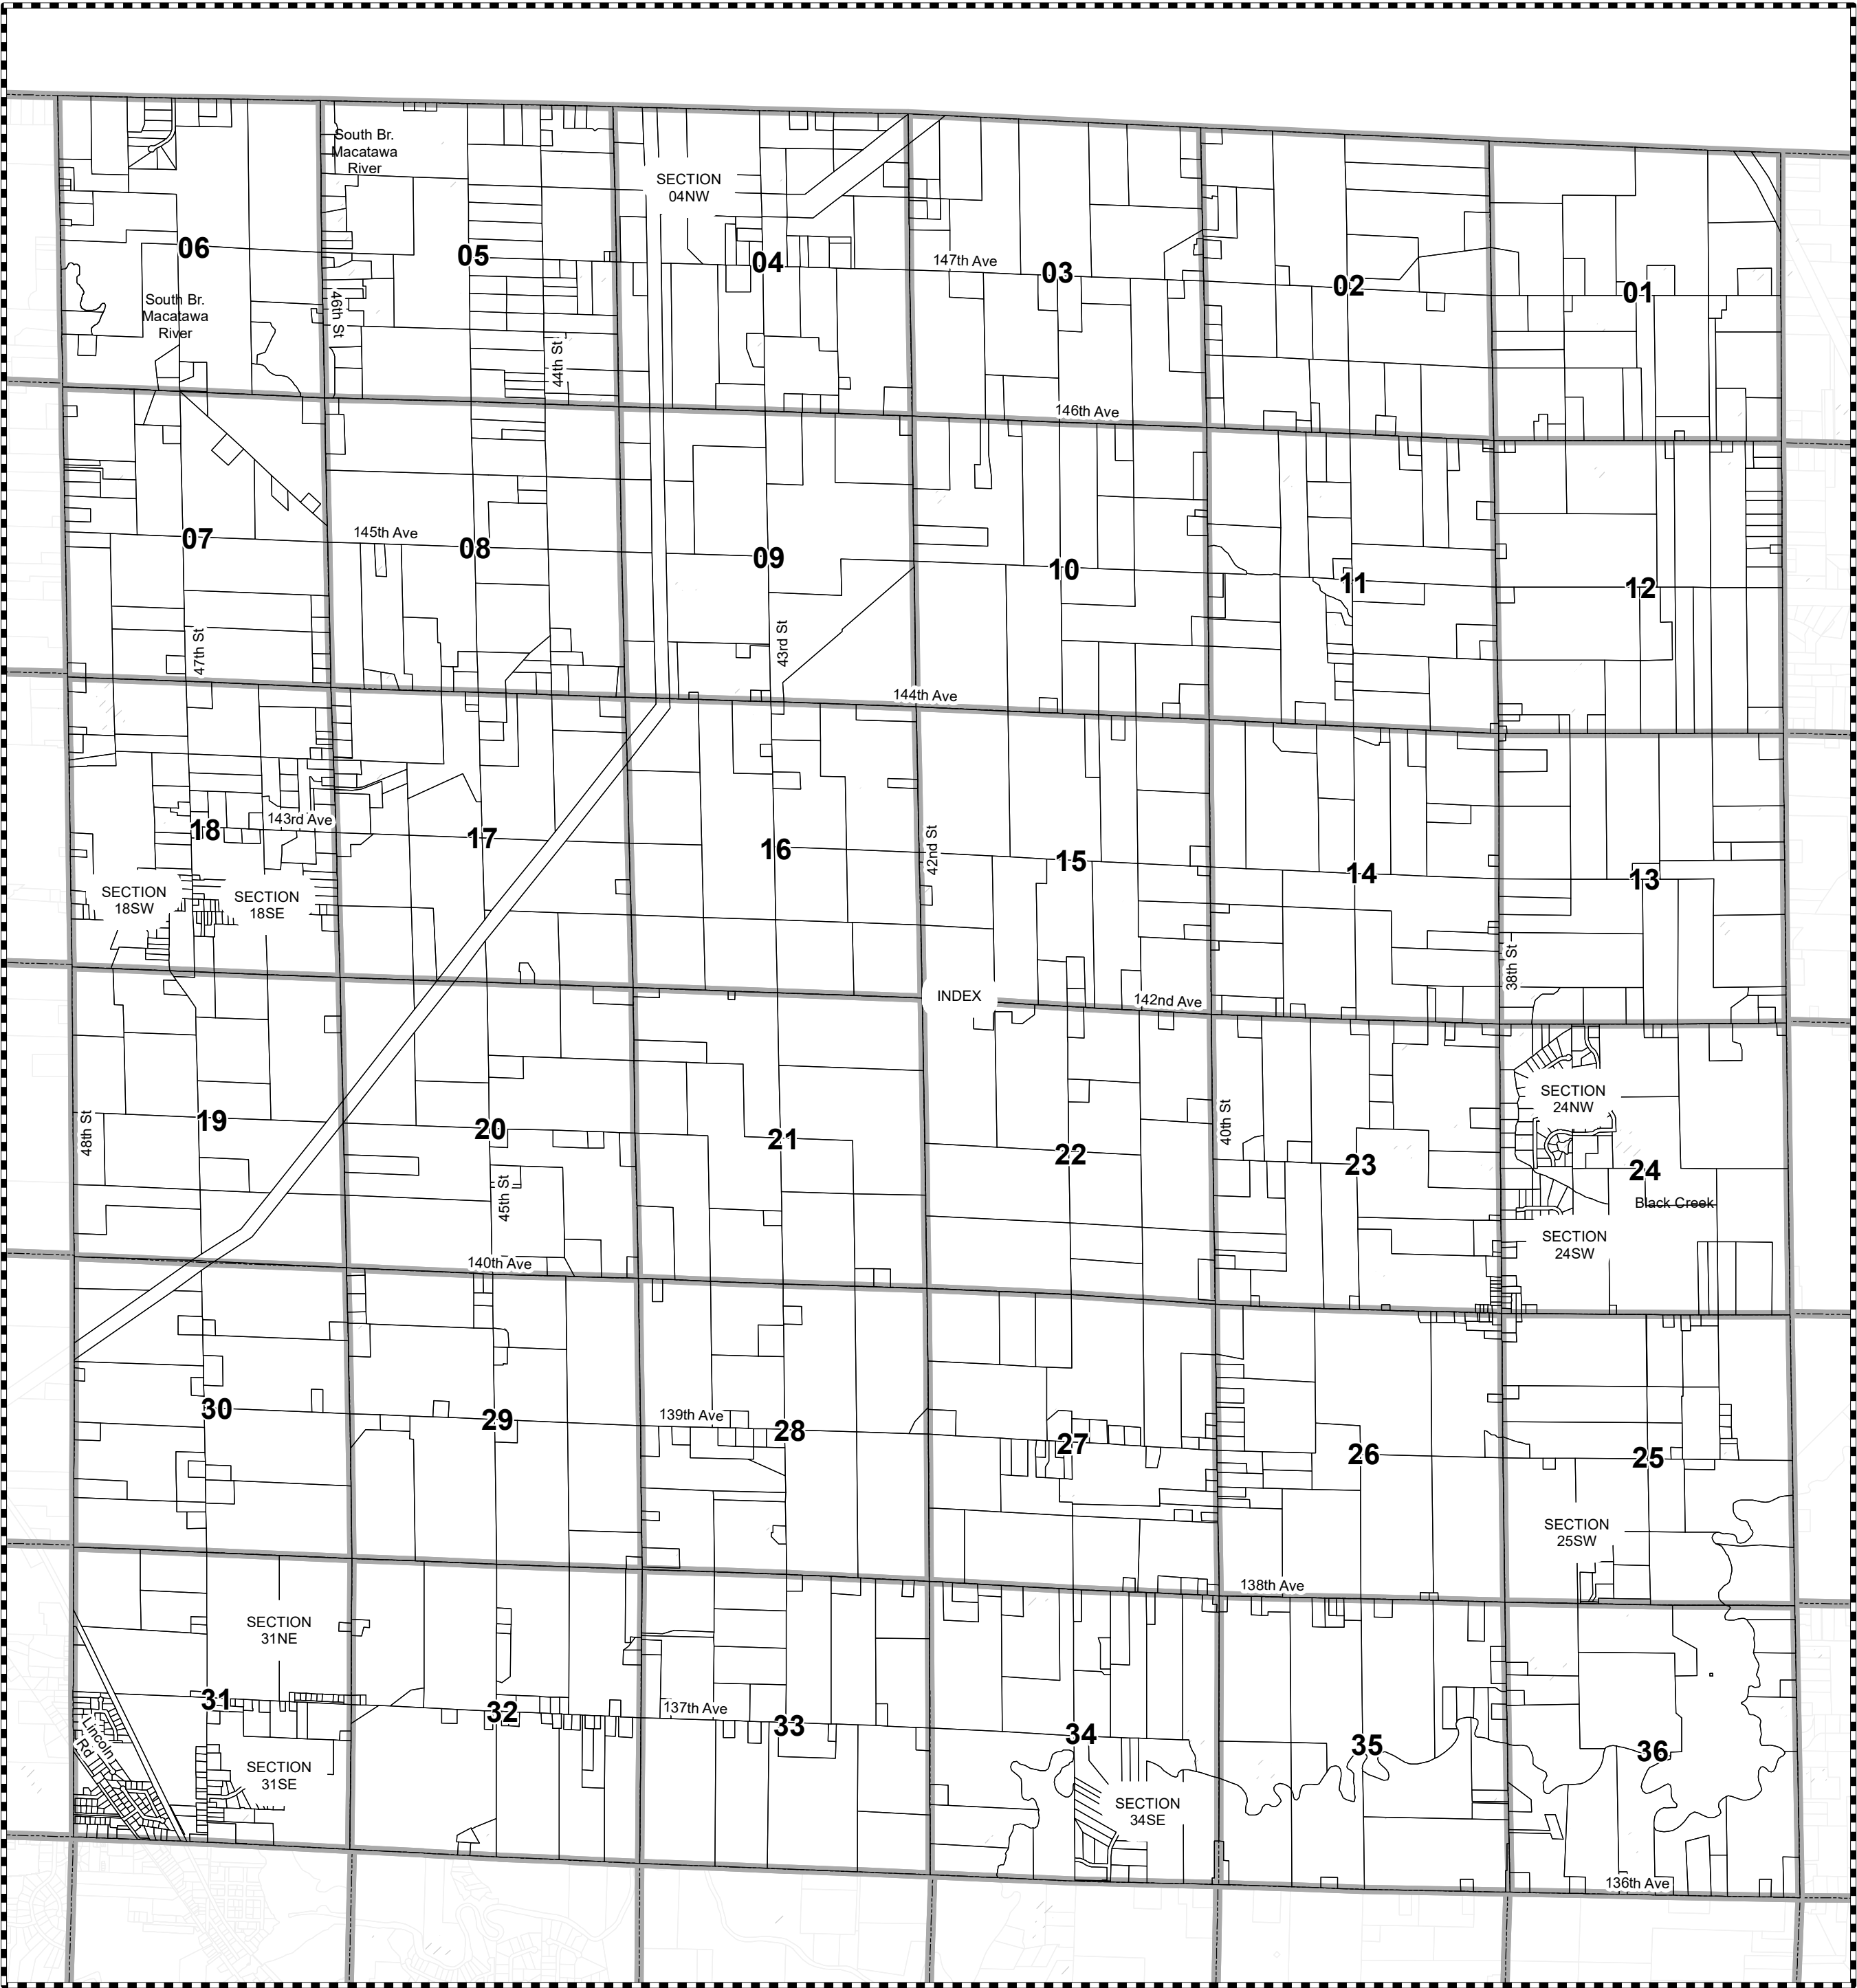 South Br.
Macatawa
River
SECTION
04NW
06
05
04
147th Ave
03
02
01
South Br.
Macatawa
River
46th St
44th St
146th Ave
07
145th Ave
08
09
10
11
12
47th St
43rd St
144th Ave
18
143rd Ave
17
16
42nd St
15
14
13
SECTION
18SW
SECTION
18SE
38th St
INDEX
142nd Ave
SECTION
24NW
48th St
19
20
21
22
40th St
23
24
45th St
Black Creek
SECTION
24SW
140th Ave
30
29
139th Ave
28
27
26
25
SECTION
25SW
138th Ave
SECTION
31NE
31
32
137th Ave
33
34
35
36
Lincoln
Rd
SECTION
31SE
SECTION
34SE
136th Ave